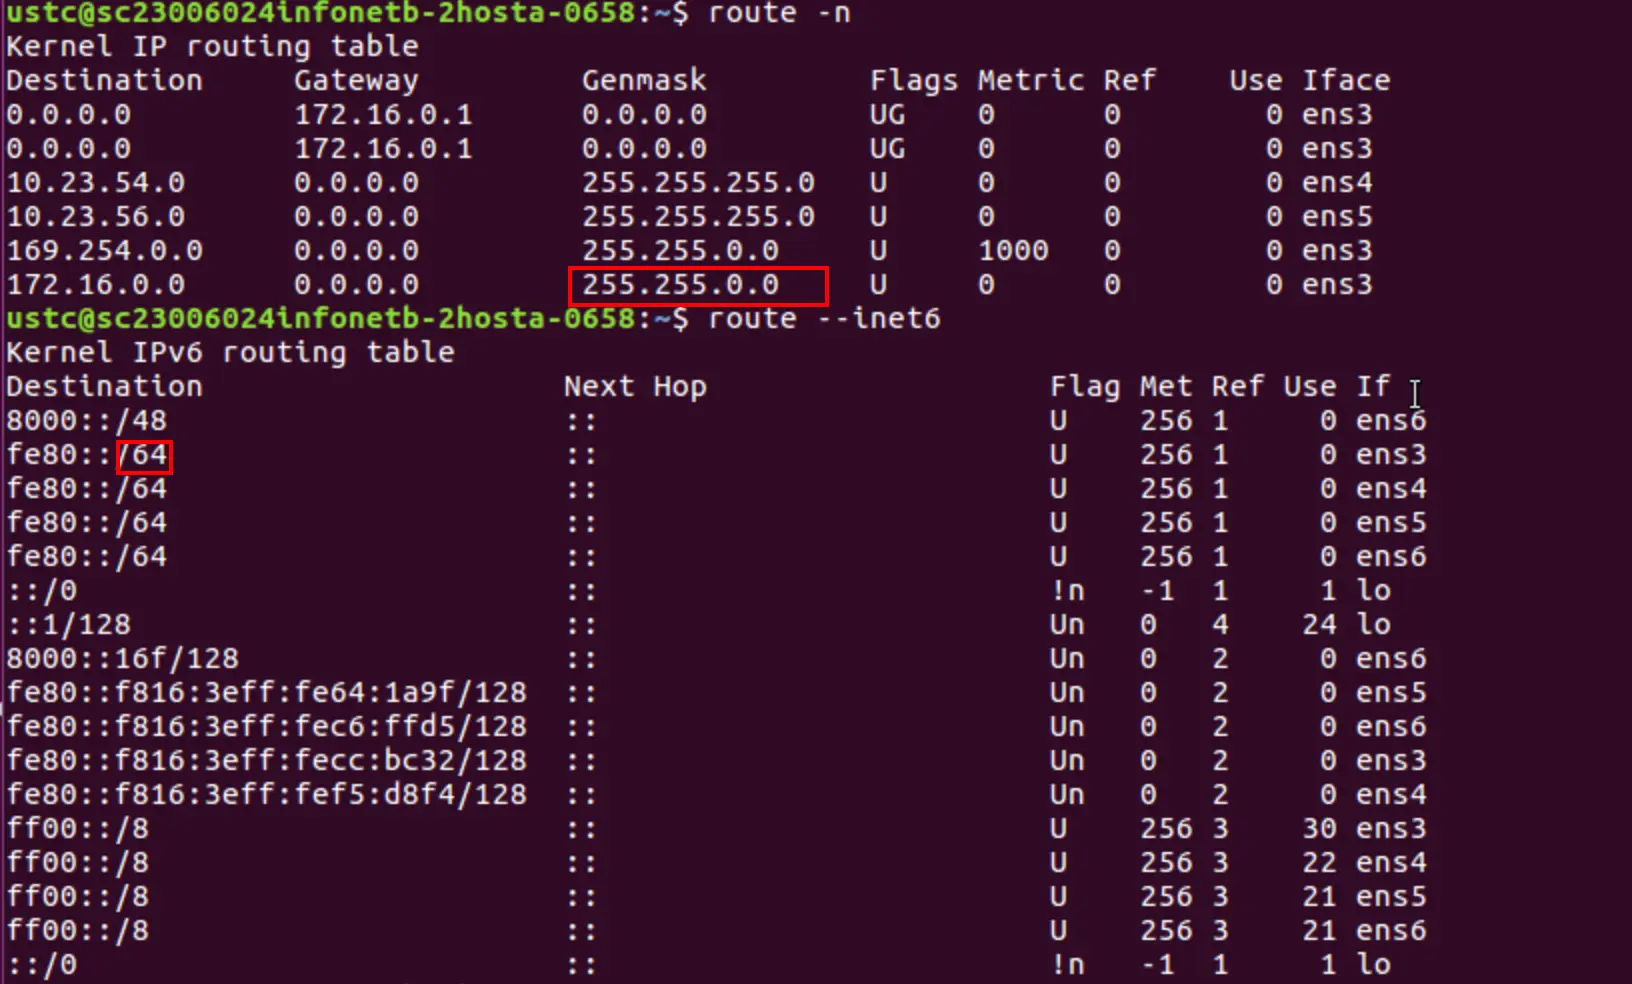 ustc@sc23006024infonetb-2hosta-0658:~$ route -n
Kernel IP routing table
Destination     Gateway         Genmask         Flags Metric Ref    Use Iface
0.0.0.0         172.16.0.1      0.0.0.0         UG    0      0        0 ens3
0.0.0.0         172.16.0.1      0.0.0.0         UG    0      0        0 ens3
10.23.54.0      0.0.0.0         255.255.255.0   U     0      0        0 ens4
10.23.56.0      0.0.0.0         255.255.255.0   U     0      0        0 ens5
169.254.0.0     0.0.0.0         255.255.0.0     U     1000   0        0 ens3
172.16.0.0      0.0.0.0         255.255.0.0     U     0      0        0 ens3
ustc@sc23006024infonetb-2hosta-0658:~$ route --inet6
Kernel IPv6 routing table
Destination                    Next Hop                   Flag Met Ref Use If
8000::/48                      ::                         U    256 1     0 ens6
fe80::/64                      ::                         U    256 1     0 ens3
fe80::/64                      ::                         U    256 1     0 ens4
fe80::/64                      ::                         U    256 1     0 ens5
fe80::/64                      ::                         U    256 1     0 ens6
::/0                           ::                         !n   -1  1     1 lo
::1/128                        ::                         Un   0   4    24 lo
8000::16f/128                  ::                         Un   0   2     0 ens6
fe80::f816:3eff:fe64:1a9f/128  ::                         Un   0   2     0 ens5
fe80::f816:3eff:fec6:ffd5/128  ::                         Un   0   2     0 ens6
fe80::f816:3eff:fecc:bc32/128  ::                         Un   0   2     0 ens3
fe80::f816:3eff:fef5:d8f4/128  ::                         Un   0   2     0 ens4
ff00::/8                       ::                         U    256 3    30 ens3
ff00::/8                       ::                         U    256 3    22 ens4
ff00::/8                       ::                         U    256 3    21 ens5
ff00::/8                       ::                         U    256 3    21 ens6
::/0                           ::                         !n   -1  1     1 lo